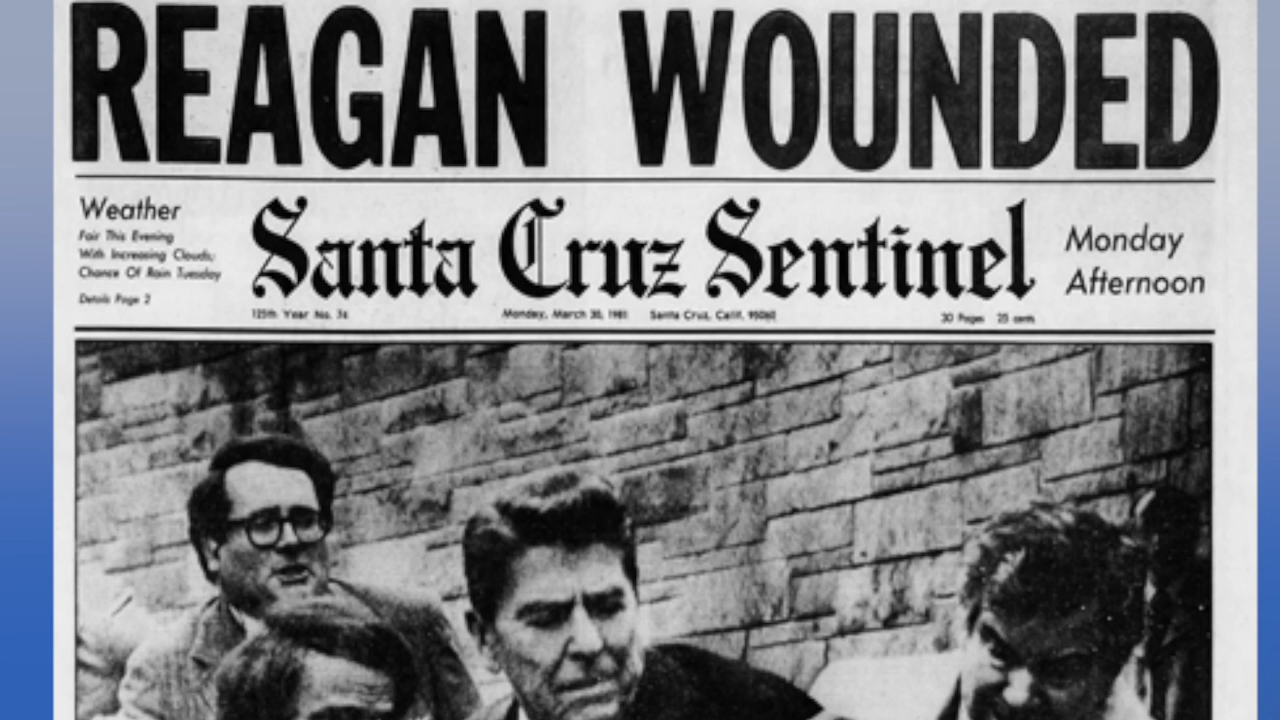 REAGAN WOUNDED
Weather
Fair This Evening
With Increasing Clouds;
Chance Of Rain Tuesday
Details Page 2
Santa Cruz Sentinel
Monday
Afternoon
125th Year No. 76
Monday, March 30, 1981 Santa Cruz, Calif. 95060
30 Pages 25 cents